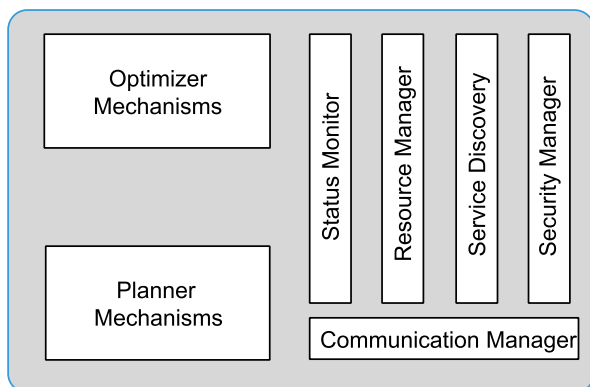 Optimizer
Mechanisms
Planner
Mechanisms
Status Monitor
Resource Manager
Service Discovery
Security Manager
Communication Manager